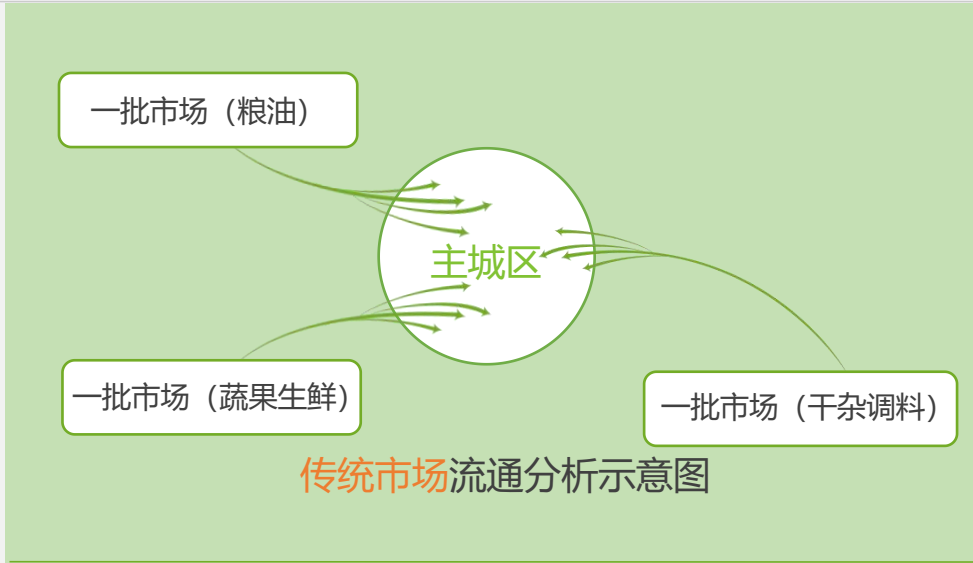 一批市场（粮油）
主城区
一批市场（蔬果生鲜）
一批市场（干杂调料）
传统市场流通分析示意图